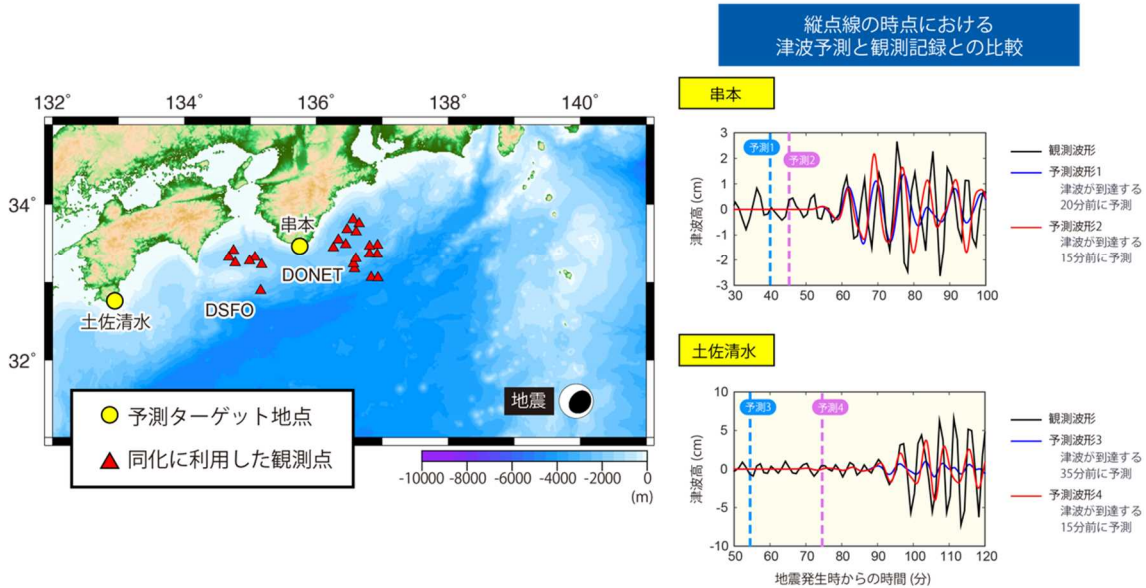 縦点線の時点における
津波予測と観測記録との比較
132°
134°
136°
138°
140°
34°
32°
串本
DONET
DSFO
土佐清水
地震
予測ターゲット地点
同化に利用した観測点
-10000 -8000 -6000 -4000 -2000 0
(m)
串本
3
2
1
0
-1
-2
-3
津波高 (cm)
予測1
予測2
30 40 50 60 70 80 90 100
観測波形
予測波形1
津波が到達する
20分前に予測
予測波形2
津波が到達する
15分前に予測
土佐清水
10
5
0
-5
-10
津波高 (cm)
予測3
予測4
50 60 70 80 90 100 110 120
地震発生時からの時間 (分)
観測波形
予測波形3
津波が到達する
35分前に予測
予測波形4
津波が到達する
15分前に予測